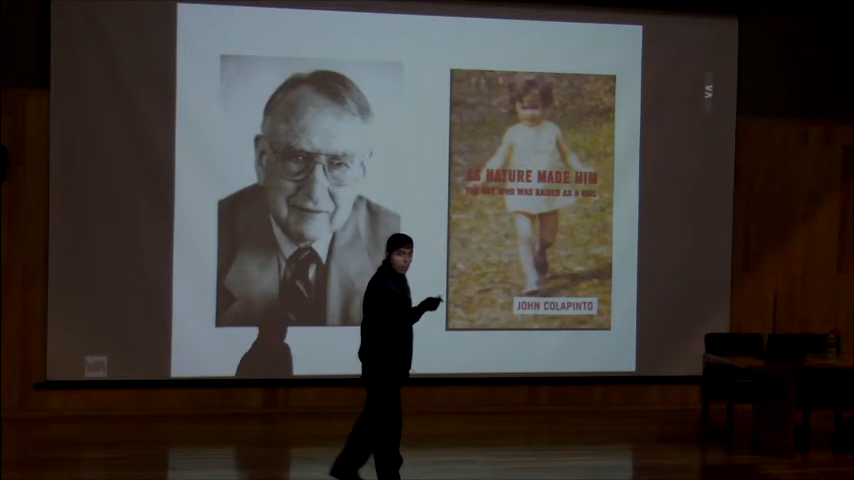 AS NATURE MADE HIM
THE BOY WHO WAS RAISED AS A GIRL
JOHN COLAPINTO